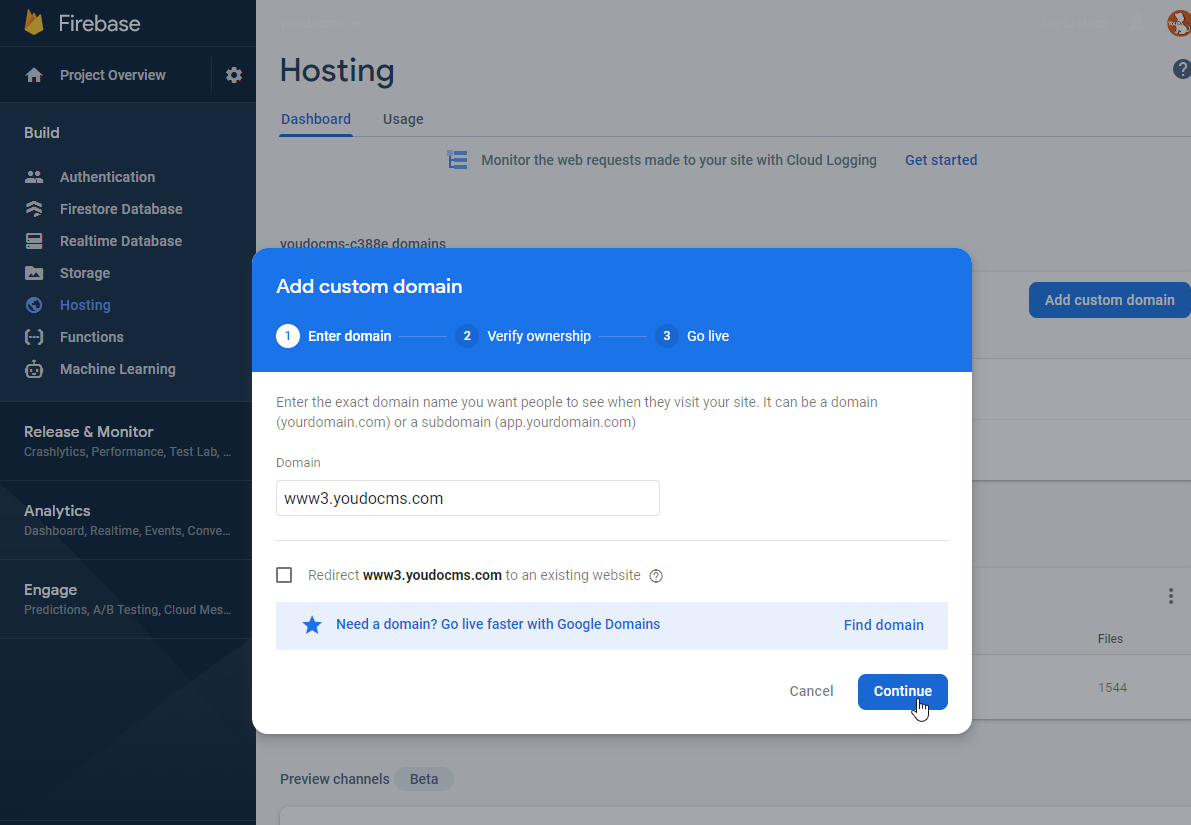 Firebase
Project Overview
Build
Authentication
Firestore Database
Realtime Database
Storage
Hosting
Functions
Machine Learning
Release & Monitor
Crashlytics, Performance, Test Lab, ...
Analytics
Dashboard, Realtime, Events, Conve...
Engage
Predictions, A/B Testing, Cloud Mes...
Hosting
Dashboard Usage
Monitor the web requests made to your site with Cloud Logging Get started
youdocms-c388e domains
Add custom domain
Add custom domain
1 Enter domain 2 Verify ownership 3 Go live
Enter the exact domain name you want people to see when they visit your site. It can be a domain
(yourdomain.com) or a subdomain (app.yourdomain.com)
Domain
www3.youdocms.com
Redirect www3.youdocms.com to an existing website
Need a domain? Go live faster with Google Domains Find domain
Cancel Continue
Files
1544
Preview channels Beta